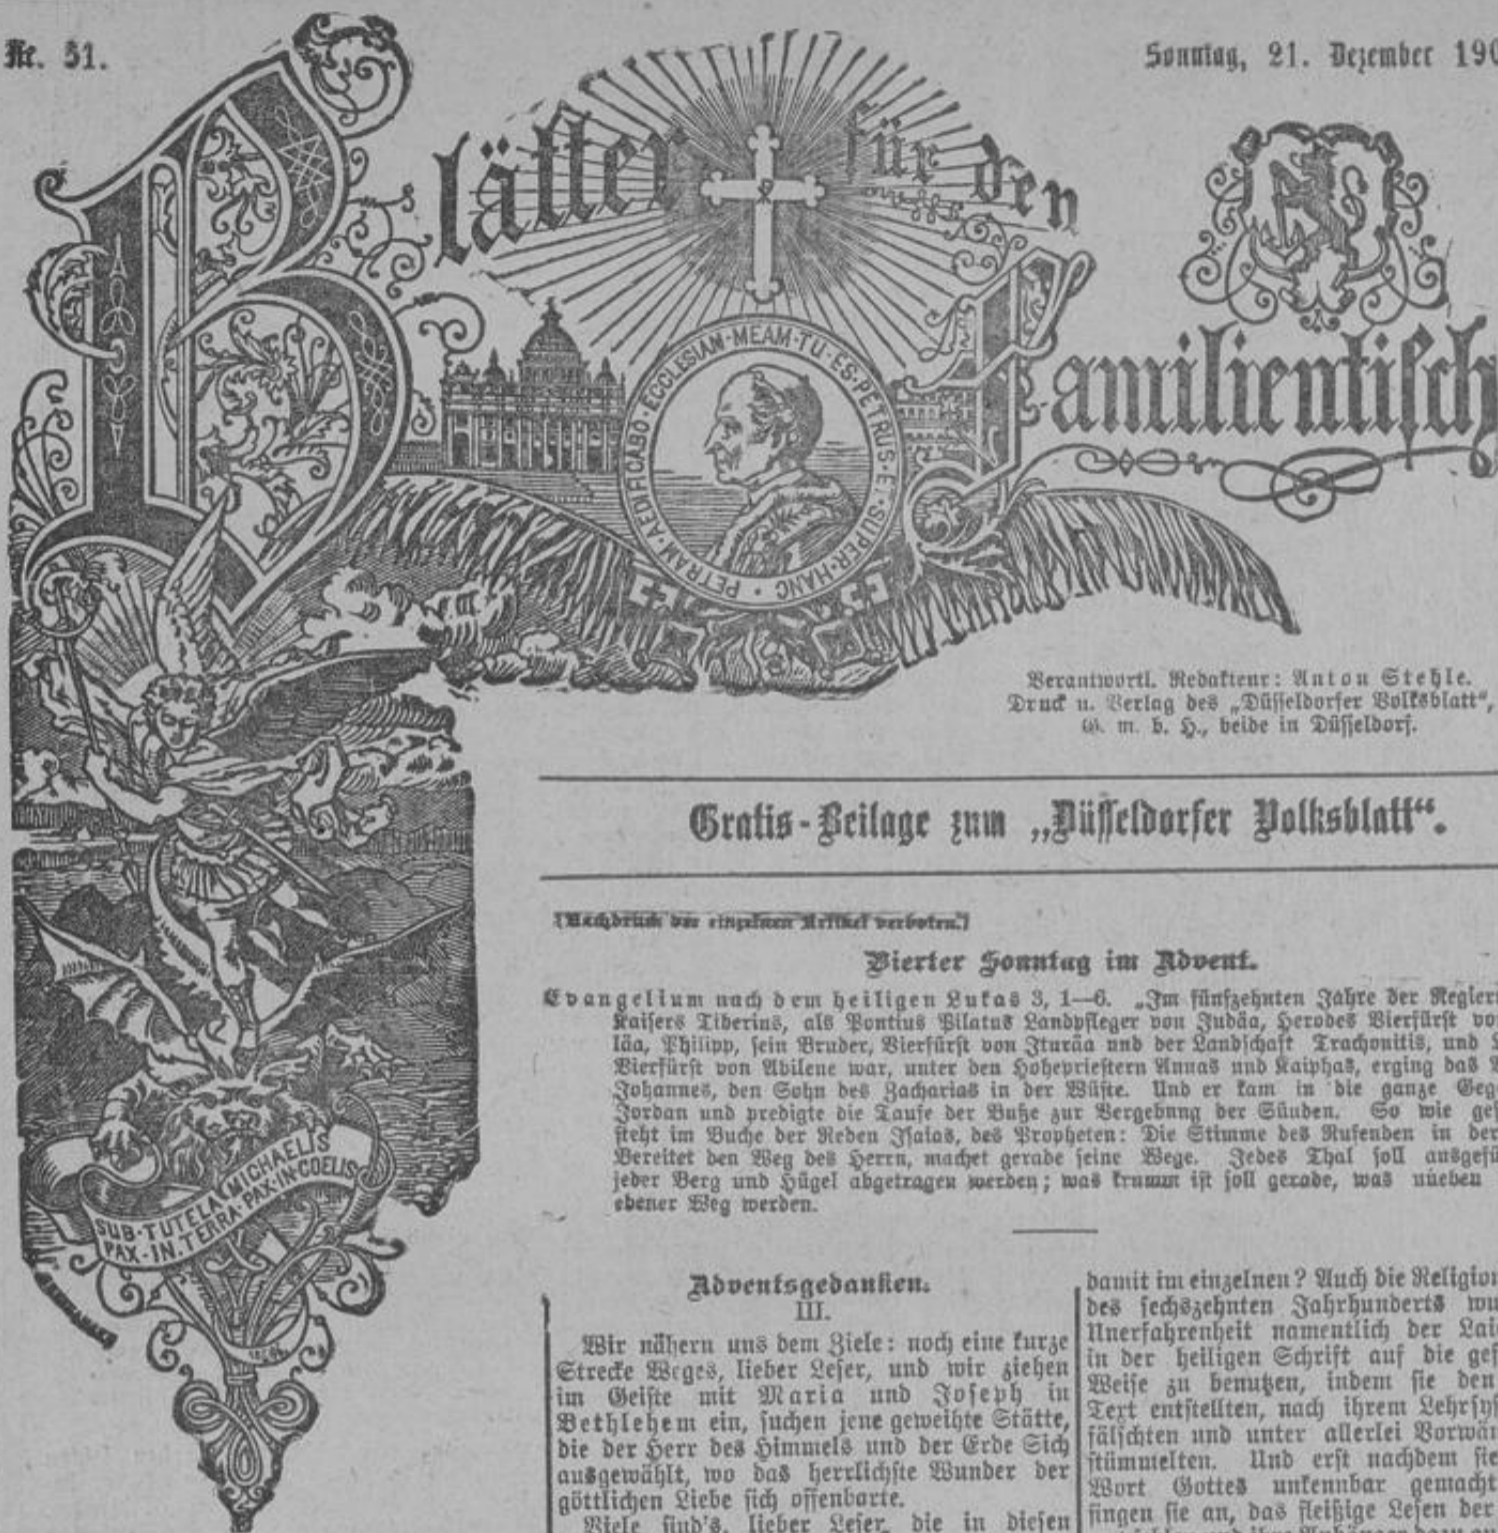 Nr. 51.
Sonntag, 21. Dezember 190
Blätter für den
Familientisch
PETRAM · AEDIFICABO · ECCLESIAN · MEAM · TU · ES · PETRUS · E · SUPER · HANC
Verantwortl. Redakteur: Anton Stehle.
Druck u. Verlag des „Düsseldorfer Volksblatt“,
G. m. b. H., beide in Düsseldorf.
Gratis-Beilage zum „Düsseldorfer Volksblatt“.
(Nachdruck der einzelnen Artikel verboten.)
Vierter Sonntag im Advent.
Evangelium nach dem heiligen Lukas 3, 1—6. „Im fünfzehnten Jahre der Regieri
Kaisers Tiberius, als Pontius Pilatus Landpfleger von Judäa, Herodes Vierfürst vo
läa, Philipp, sein Bruder, Vierfürst von Ituräa und der Landschaft Trachonitis, und
Vierfürst von Abilene war, unter den Hohepriestern Annas und Kaiphas, erging das
Johannes, den Sohn des Zacharias in der Wüste. Und er kam in die ganze Geg
Jordan und predigte die Taufe der Buße zur Vergebung der Sünden. So wie ges
steht im Buche der Reden Isaias, des Propheten: Die Stimme des Rufenden in der
Bereitet den Weg des Herrn, machet gerade seine Wege. Jedes Thal soll ausgefü
jeder Berg und Hügel abgetragen werden; was krumm ist soll gerade, was uneben
ebener Weg werden.
SUB · TUTELA MICHAELIS
PAX · IN · TERRA · PAX · IN · COELIS
Adventsgedanken.
III.
Wir nähern uns dem Ziele: noch eine kurze
Strecke Weges, lieber Leser, und wir ziehen
im Geiste mit Maria und Joseph in
Bethlehem ein, suchen jene geweihte Stätte,
die der Herr des Himmels und der Erde Sich
ausgewählt, wo das herrlichste Wunder der
göttlichen Liebe sich offenbarte.
Viele sind's, lieber Leser, die in diesen
damit im einzelnen? Auch die Religion
des sechszehnten Jahrhunderts wu
Unerfahrenheit namentlich der Lai
in der heiligen Schrift auf die ges
Weise zu benutzen, indem sie den
Text entstellten, nach ihrem Lehrsys
fälschten und unter allerlei Vorwän
stümmelten. Und erst nachdem sie
Wort Gottes unkennbar gemacht
fingen sie an, das fleißige Lesen der